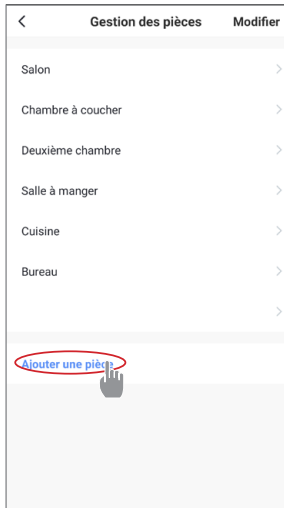 Gestion des pièces Modifier
Salon
Chambre à coucher
Deuxième chambre
Salle à manger
Cuisine
Bureau
Ajouter une pièce